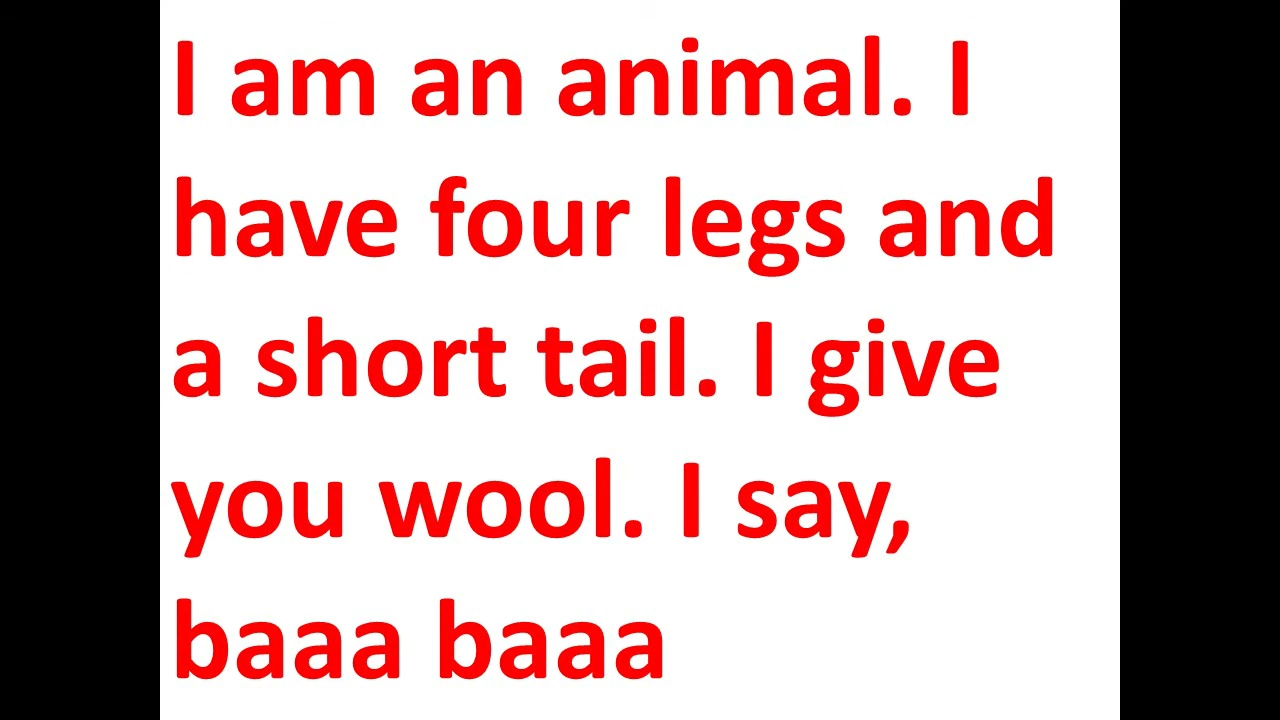 I am an animal. I
have four legs and
a short tail. I give
you wool. I say,
baaa baaa